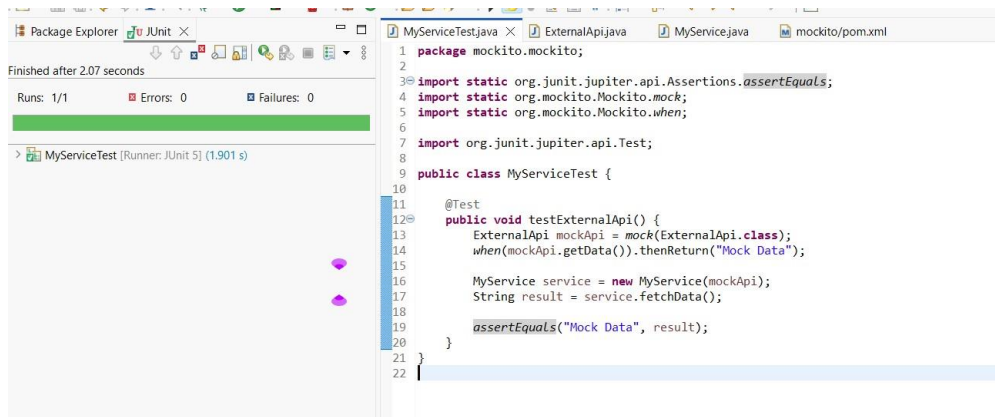 Package Explorer JUnit
Finished after 2.07 seconds
Runs: 1/1 Errors: 0 Failures: 0
MyServiceTest [Runner: JUnit 5] (1.901 s)
MyServiceTest.java ExternalApi.java MyService.java mockito/pom.xml
1 package mockito.mockito;
2
3 import static org.junit.jupiter.api.Assertions.assertEquals;
4 import static org.mockito.Mockito.mock;
5 import static org.mockito.Mockito.when;
6
7 import org.junit.jupiter.api.Test;
8
9 public class MyServiceTest {
10
11 @Test
12 public void testExternalApi() {
13 ExternalApi mockApi = mock(ExternalApi.class);
14 when(mockApi.getData()).thenReturn("Mock Data");
15
16 MyService service = new MyService(mockApi);
17 String result = service.fetchData();
18
19 assertEquals("Mock Data", result);
20 }
21 }
22